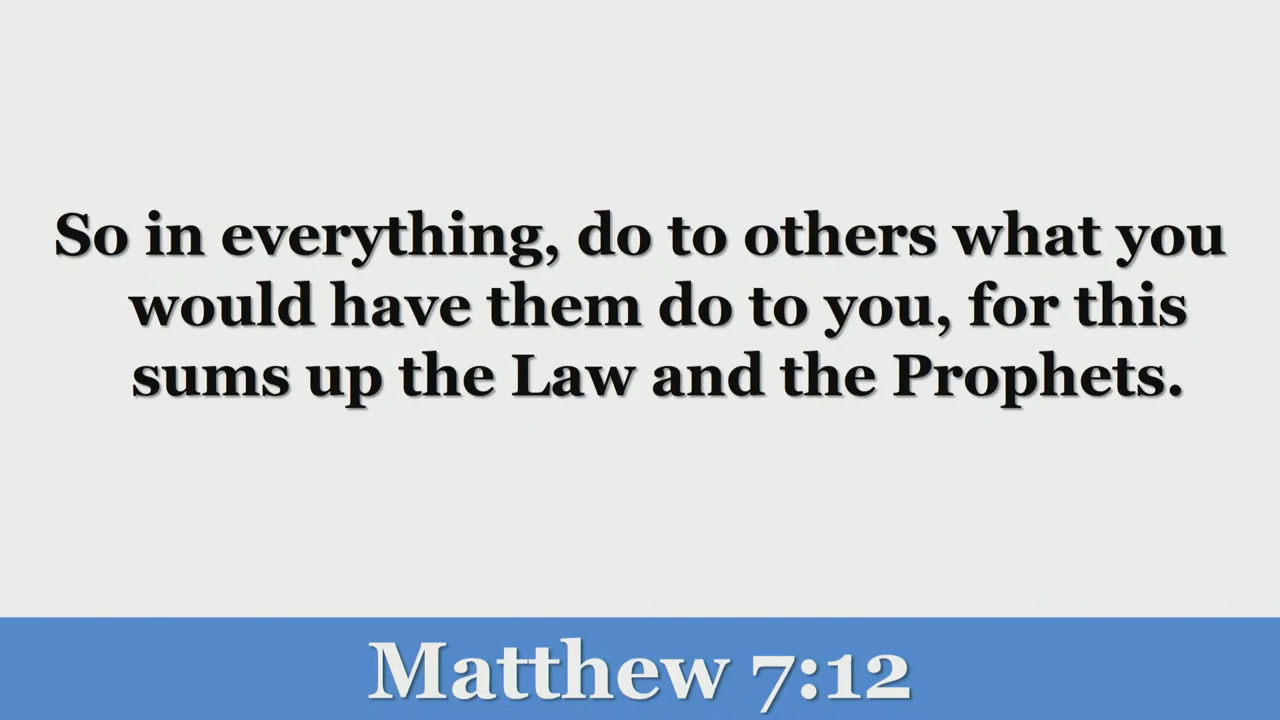 So in everything, do to others what you
would have them do to you, for this
sums up the Law and the Prophets.
Matthew 7:12